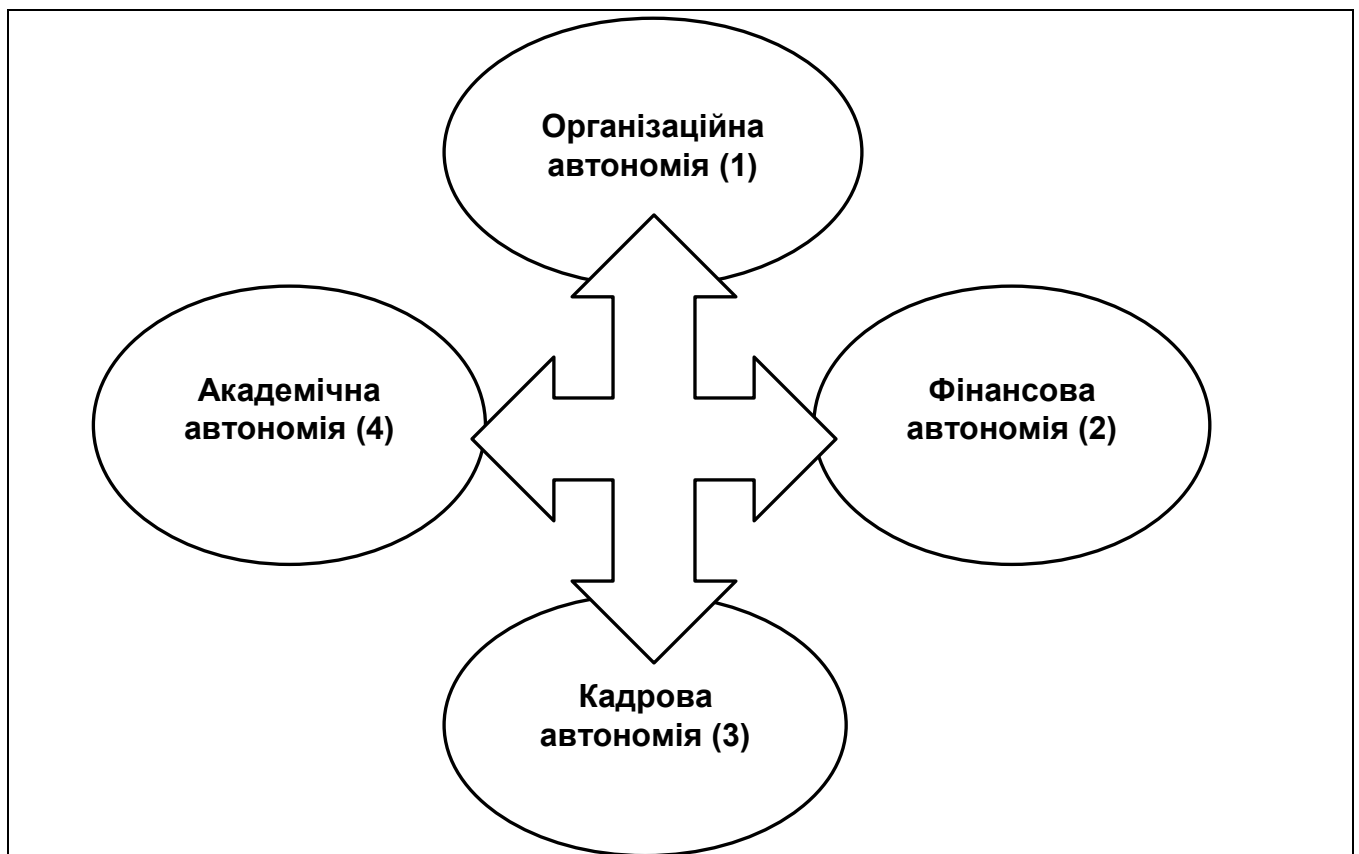 Організаційна
автономія (1)
Академічна
автономія (4)
Фінансова
автономія (2)
Кадрова
автономія (3)